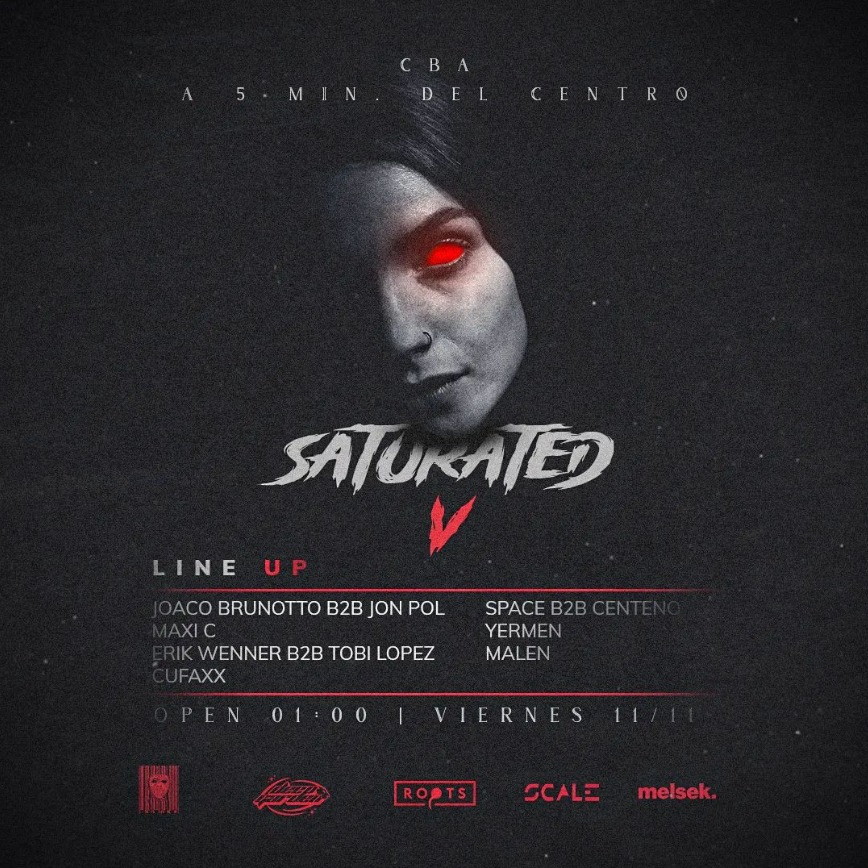 CBA
A 5 MIN. DEL CENTRO
SATURATED
V
LINE UP
JOACO BRUNOTTO B2B JON POL
MAXI C
ERIK WENNER B2B TOBI LOPEZ
CUFAXX
SPACE B2B CENTENO
YERMEN
MALEN
OPEN 01:00 | VIERNES 11/11
ROOTS
SCALE
melsek.